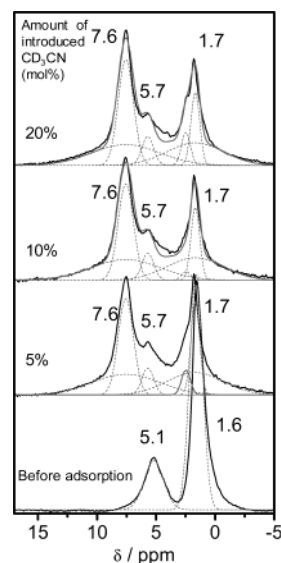 Amount of
introduced
CD₃CN
(mol%)
7.6
5.7
1.7
20%
7.6
5.7
1.7
10%
7.6
5.7
1.7
5%
5.1
1.6
Before adsorption
15 10 5 0 -5
δ / ppm